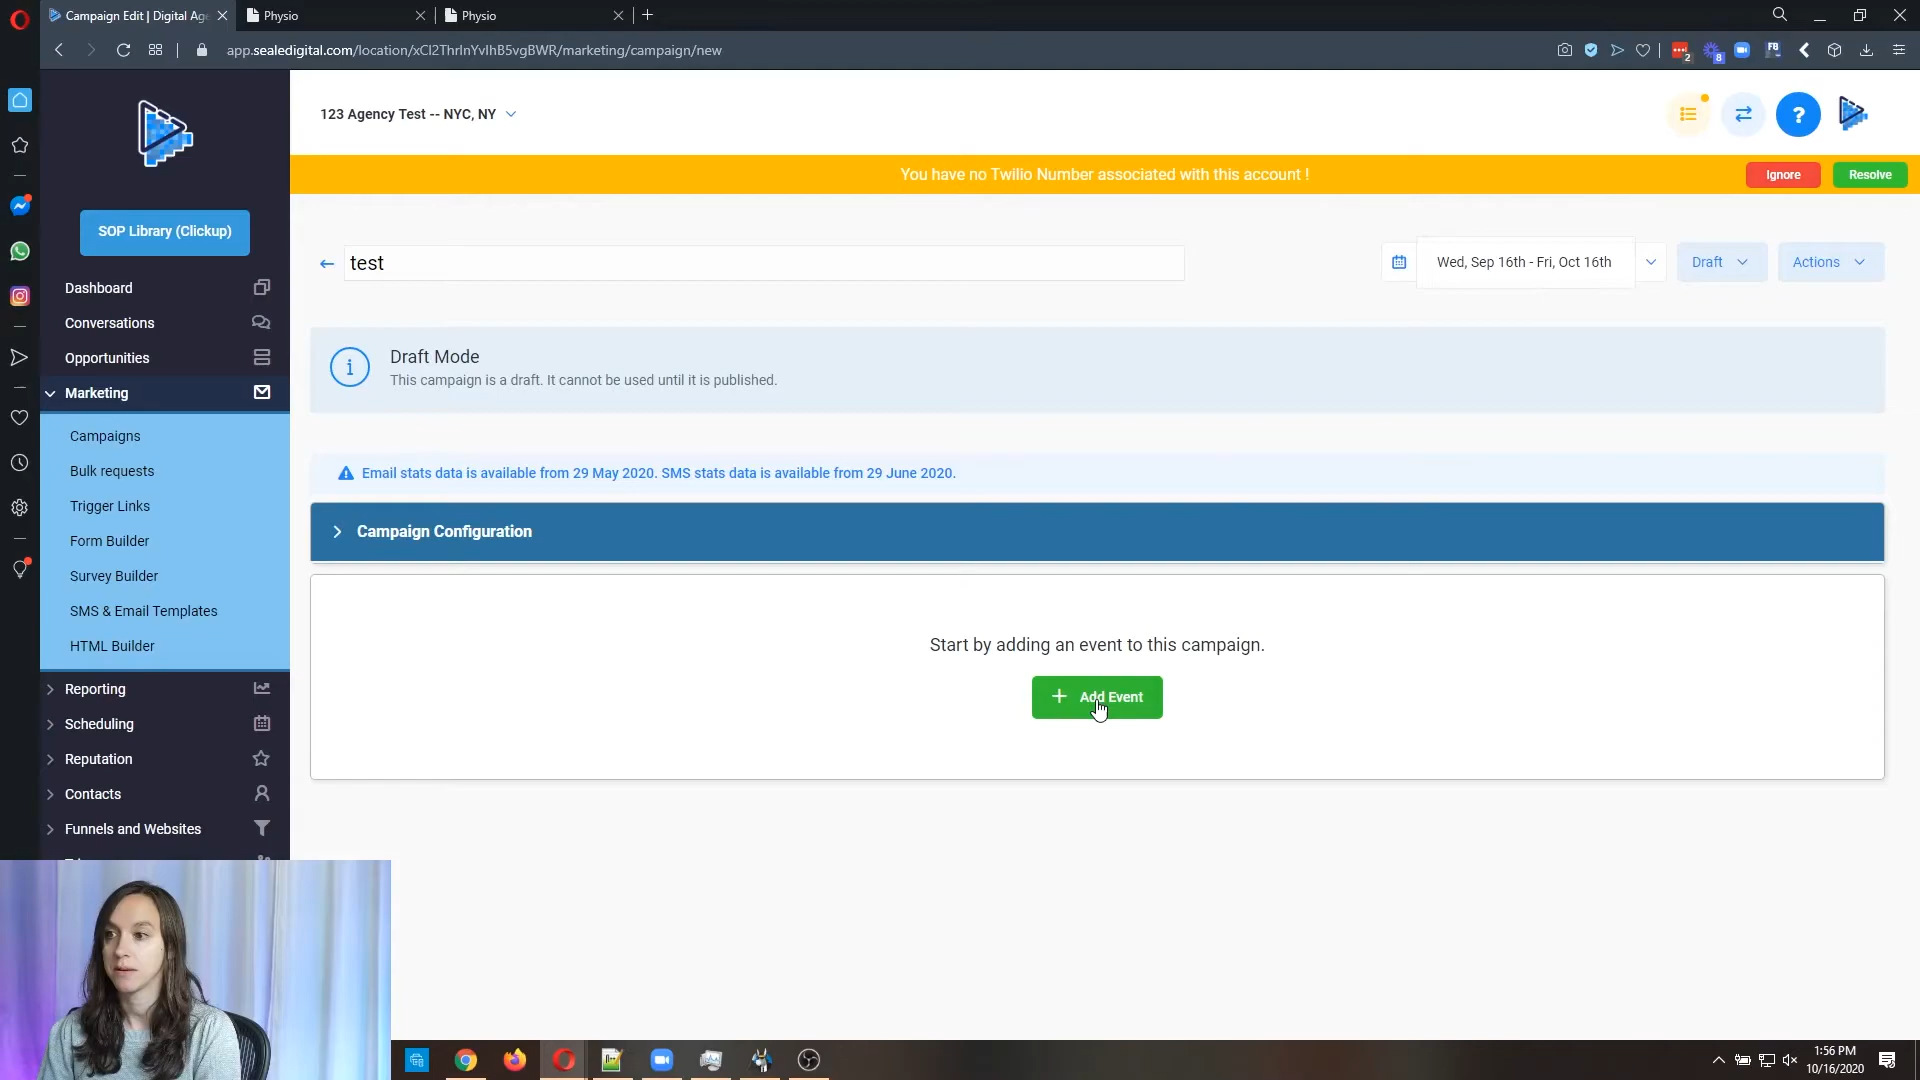 Campaign Edit | Digital Age
Physio
Physio
app.sealedigital.com/location/xCl2ThrlnYvlhB5vgBWR/marketing/campaign/new
2
8
FB
123 Agency Test -- NYC, NY
?
You have no Twilio Number associated with this account !
Ignore
Resolve
SOP Library (Clickup)
test
Wed, Sep 16th - Fri, Oct 16th
Draft
Actions
Dashboard
Conversations
Opportunities
Marketing
Campaigns
Bulk requests
Trigger Links
Form Builder
Survey Builder
SMS & Email Templates
HTML Builder
Reporting
Scheduling
Reputation
Contacts
Funnels and Websites
Draft Mode
This campaign is a draft. It cannot be used until it is published.
Email stats data is available from 29 May 2020. SMS stats data is available from 29 June 2020.
Campaign Configuration
Start by adding an event to this campaign.
+ Add Event
1:56 PM
10/16/2020